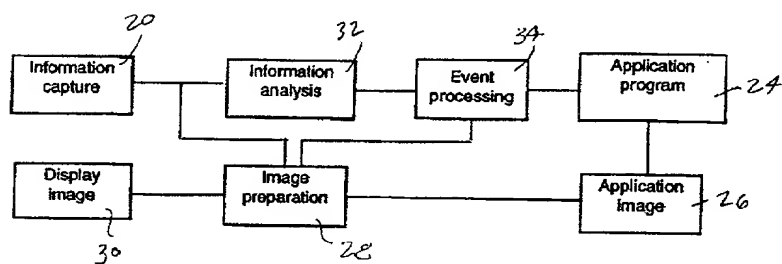 20
32
34
Information
capture
Information
analysis
Event
processing
Application
program
24
Display
image
Image
preparation
Application
image
26
30
28